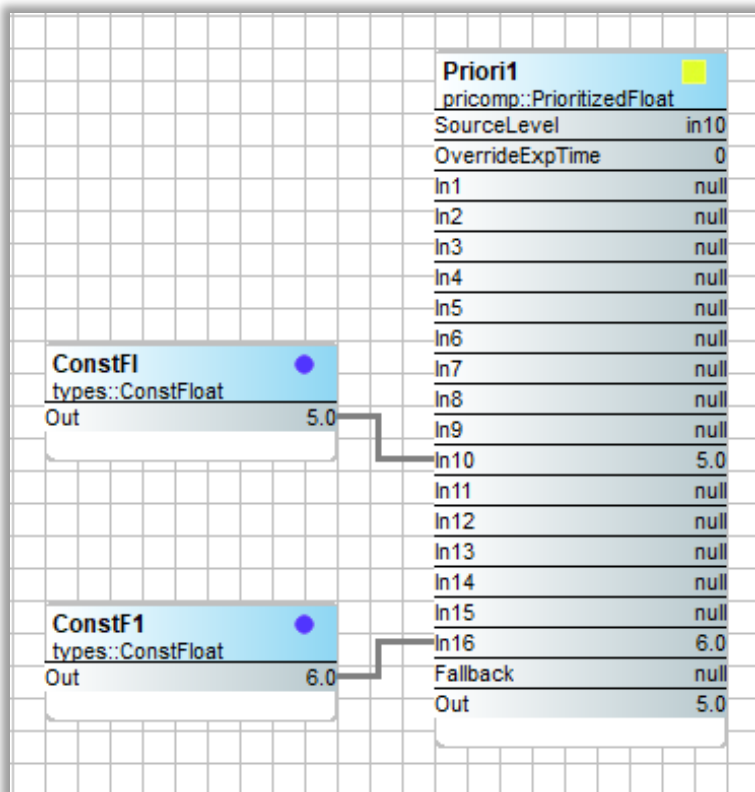 Priori1
pricomp::PrioritizedFloat
SourceLevel in10
OverrideExpTime 0
In1 null
In2 null
In3 null
In4 null
In5 null
In6 null
In7 null
In8 null
In9 null
In10 5.0
In11 null
In12 null
In13 null
In14 null
In15 null
In16 6.0
Fallback null
Out 5.0
ConstFl
types::ConstFloat
Out 5.0
ConstF1
types::ConstFloat
Out 6.0